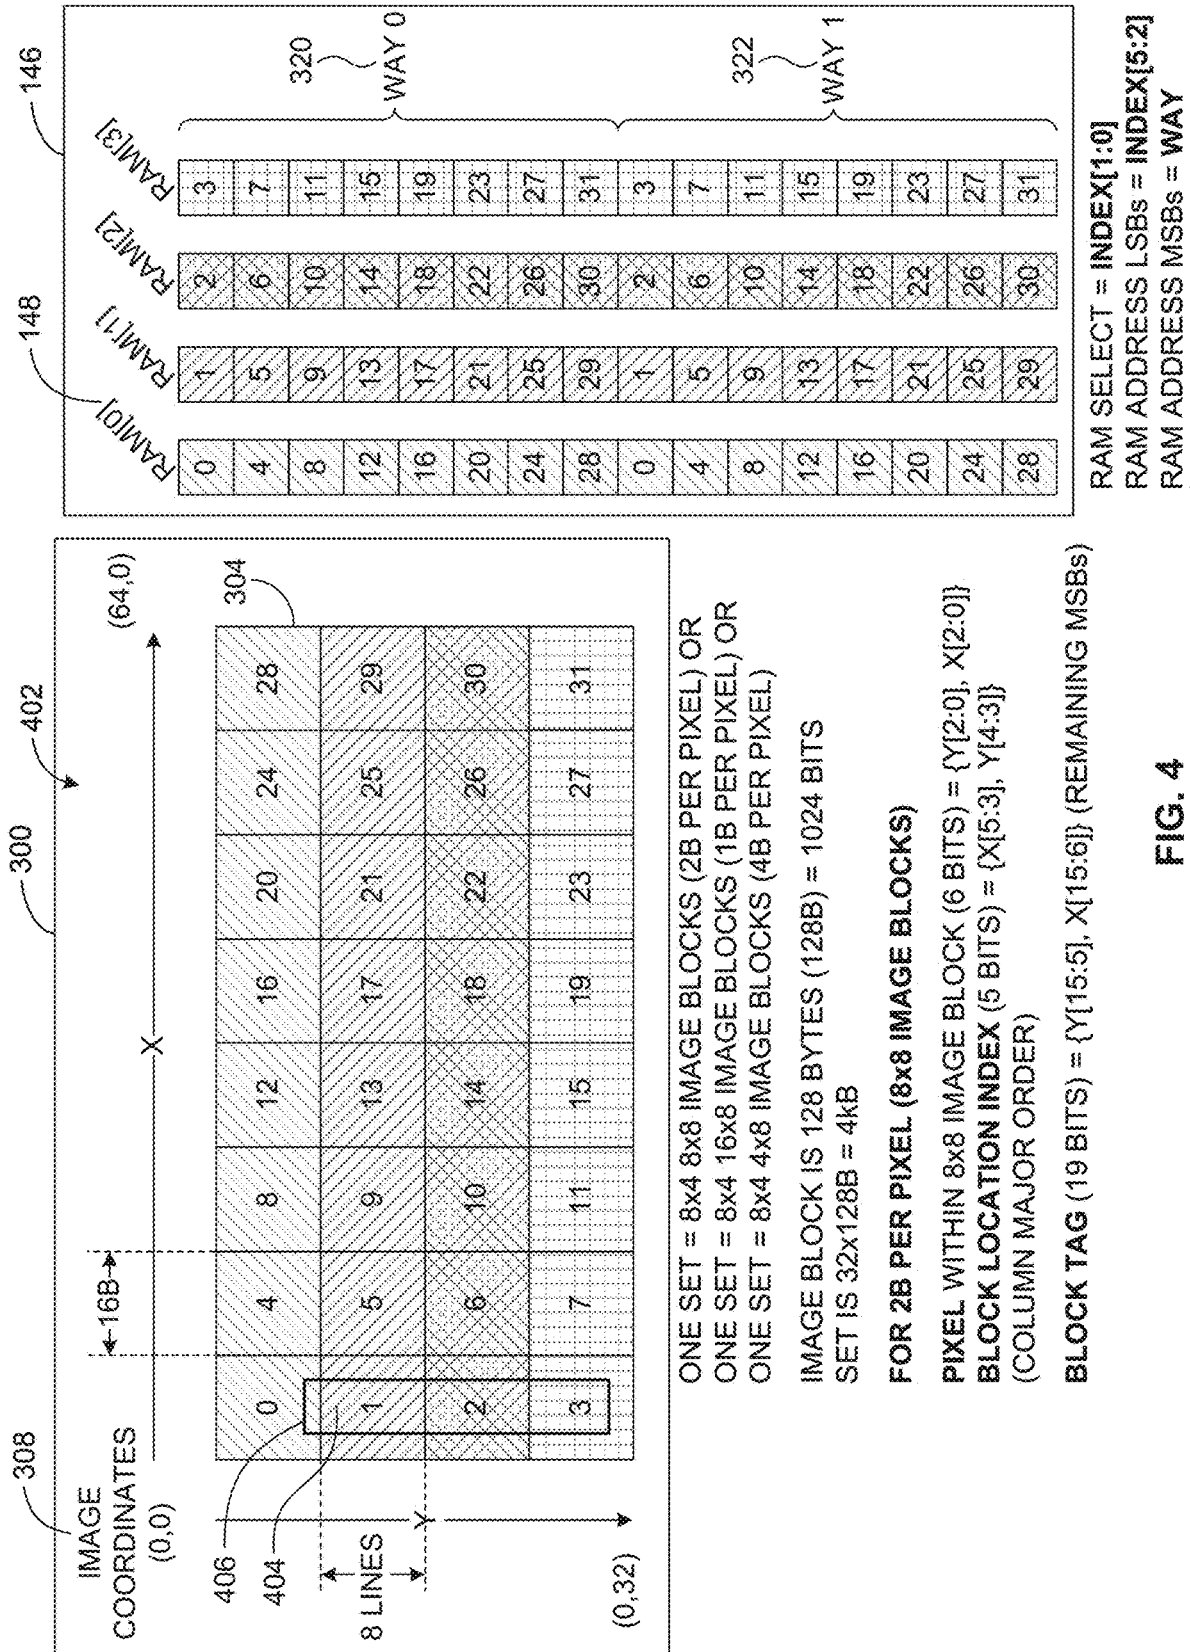 300
402
308
IMAGE
COORDINATES
(0,0)
X
(64,0)
16B
304
406
404
8 LINES
Y
(0,32)
0 4 8 12 16 20 24 28
1 5 9 13 17 21 25 29
2 6 10 14 18 22 26 30
3 7 11 15 19 23 27 31
ONE SET = 8x4 8x8 IMAGE BLOCKS (2B PER PIXEL) OR
ONE SET = 8x4 16x8 IMAGE BLOCKS (1B PER PIXEL) OR
ONE SET = 8x4 4x8 IMAGE BLOCKS (4B PER PIXEL)
IMAGE BLOCK IS 128 BYTES (128B) = 1024 BITS
SET IS 32x128B = 4kB
FOR 2B PER PIXEL (8x8 IMAGE BLOCKS)
PIXEL WITHIN 8x8 IMAGE BLOCK (6 BITS) = {Y[2:0], X[2:0]}
BLOCK LOCATION INDEX (5 BITS) = {X[5:3], Y[4:3]}
(COLUMN MAJOR ORDER)
BLOCK TAG (19 BITS) = {Y[15:5], X[15:6]} (REMAINING MSBs)
148
146
RAM[0] RAM[1] RAM[2] RAM[3]
0 1 2 3
4 5 6 7
8 9 10 11
12 13 14 15
16 17 18 19
20 21 22 23
24 25 26 27
28 29 30 31
0 1 2 3
4 5 6 7
8 9 10 11
12 13 14 15
16 17 18 19
20 21 22 23
24 25 26 27
28 29 30 31
320
WAY 0
322
WAY 1
RAM SELECT = INDEX[1:0]
RAM ADDRESS LSBs = INDEX[5:2]
RAM ADDRESS MSBs = WAY
FIG. 4